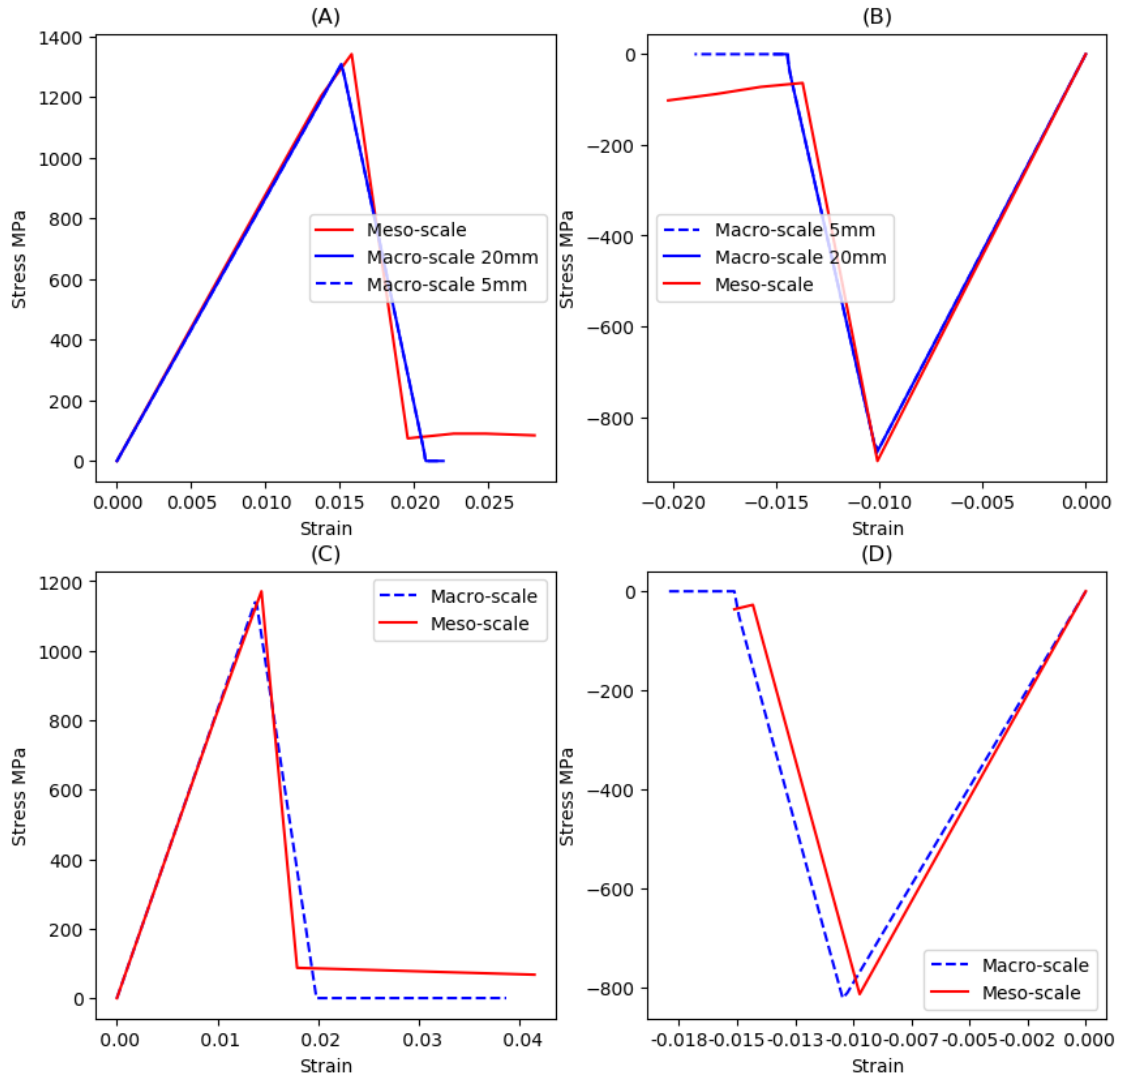 (A)
1400
1200
1000
800
600
400
200
0
Stress MPa
Meso-scale
Macro-scale 20mm
Macro-scale 5mm
0.000 0.005 0.010 0.015 0.020 0.025
Strain
(B)
0
−200
−400
−600
−800
Stress MPa
Macro-scale 5mm
Macro-scale 20mm
Meso-scale
−0.020 −0.015 −0.010 −0.005 0.000
Strain
(C)
1200
1000
800
600
400
200
0
Stress MPa
Macro-scale
Meso-scale
0.00 0.01 0.02 0.03 0.04
Strain
(D)
0
−200
−400
−600
−800
Stress MPa
Macro-scale
Meso-scale
-0.018 -0.015 -0.013 -0.010 -0.007 -0.005 -0.002 0.000
Strain